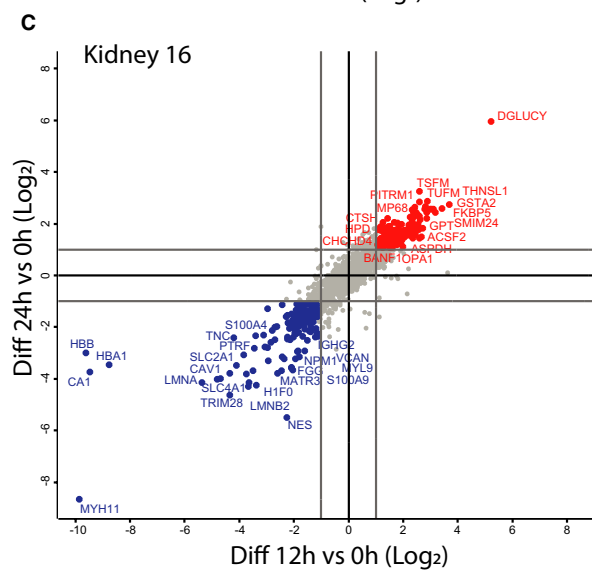 C
Kidney 16
DGLUCY
TSFM
PITRM1
TUFM
THNSL1
MP68
GSTA2
CTSH
FKBP5
HPD
GPT
SMIM24
CHCHD4
ACSF2
ASPDH
BANF1
OPA1
S100A4
TNC
PTRF
IGHG2
HBB
HBA1
SLC2A1
NPM1
VCAN
CAV1
FGG
MYL9
CA1
LMNA
SLC4A1
MATR3
S100A9
H1F0
TRIM28
LMNB2
NES
MYH11
8
6
4
2
0
-2
-4
-6
-8
-10
-8
-6
-4
-2
0
2
4
6
8
Diff 24h vs 0h (Log₂)
Diff 12h vs 0h (Log₂)